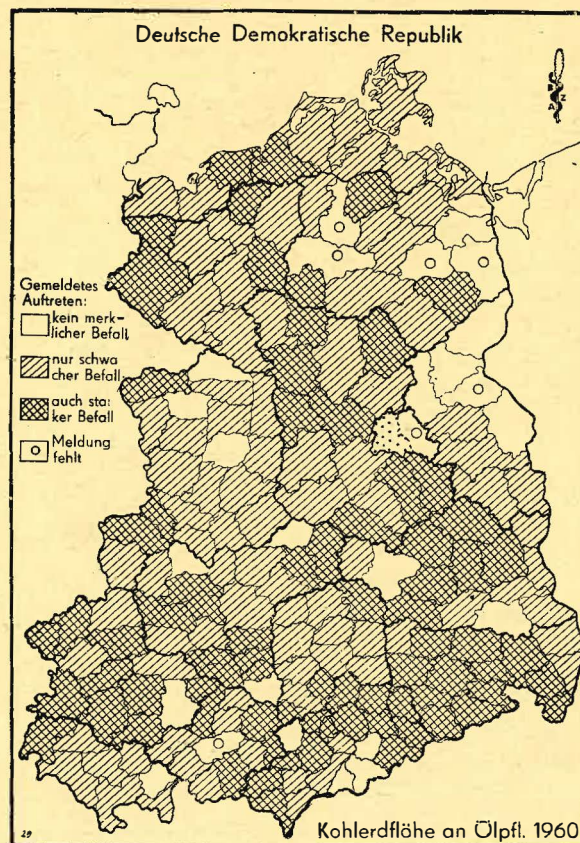 Deutsche Demokratische Republik
B Z A
Gemeldetes
Auftreten:
kein merk-
licher Befall
nur schwa
cher Befall
auch sta:
ker Befall
Meldung
fehlt
29
Kohlerdflöhe an Ölpfl. 1960